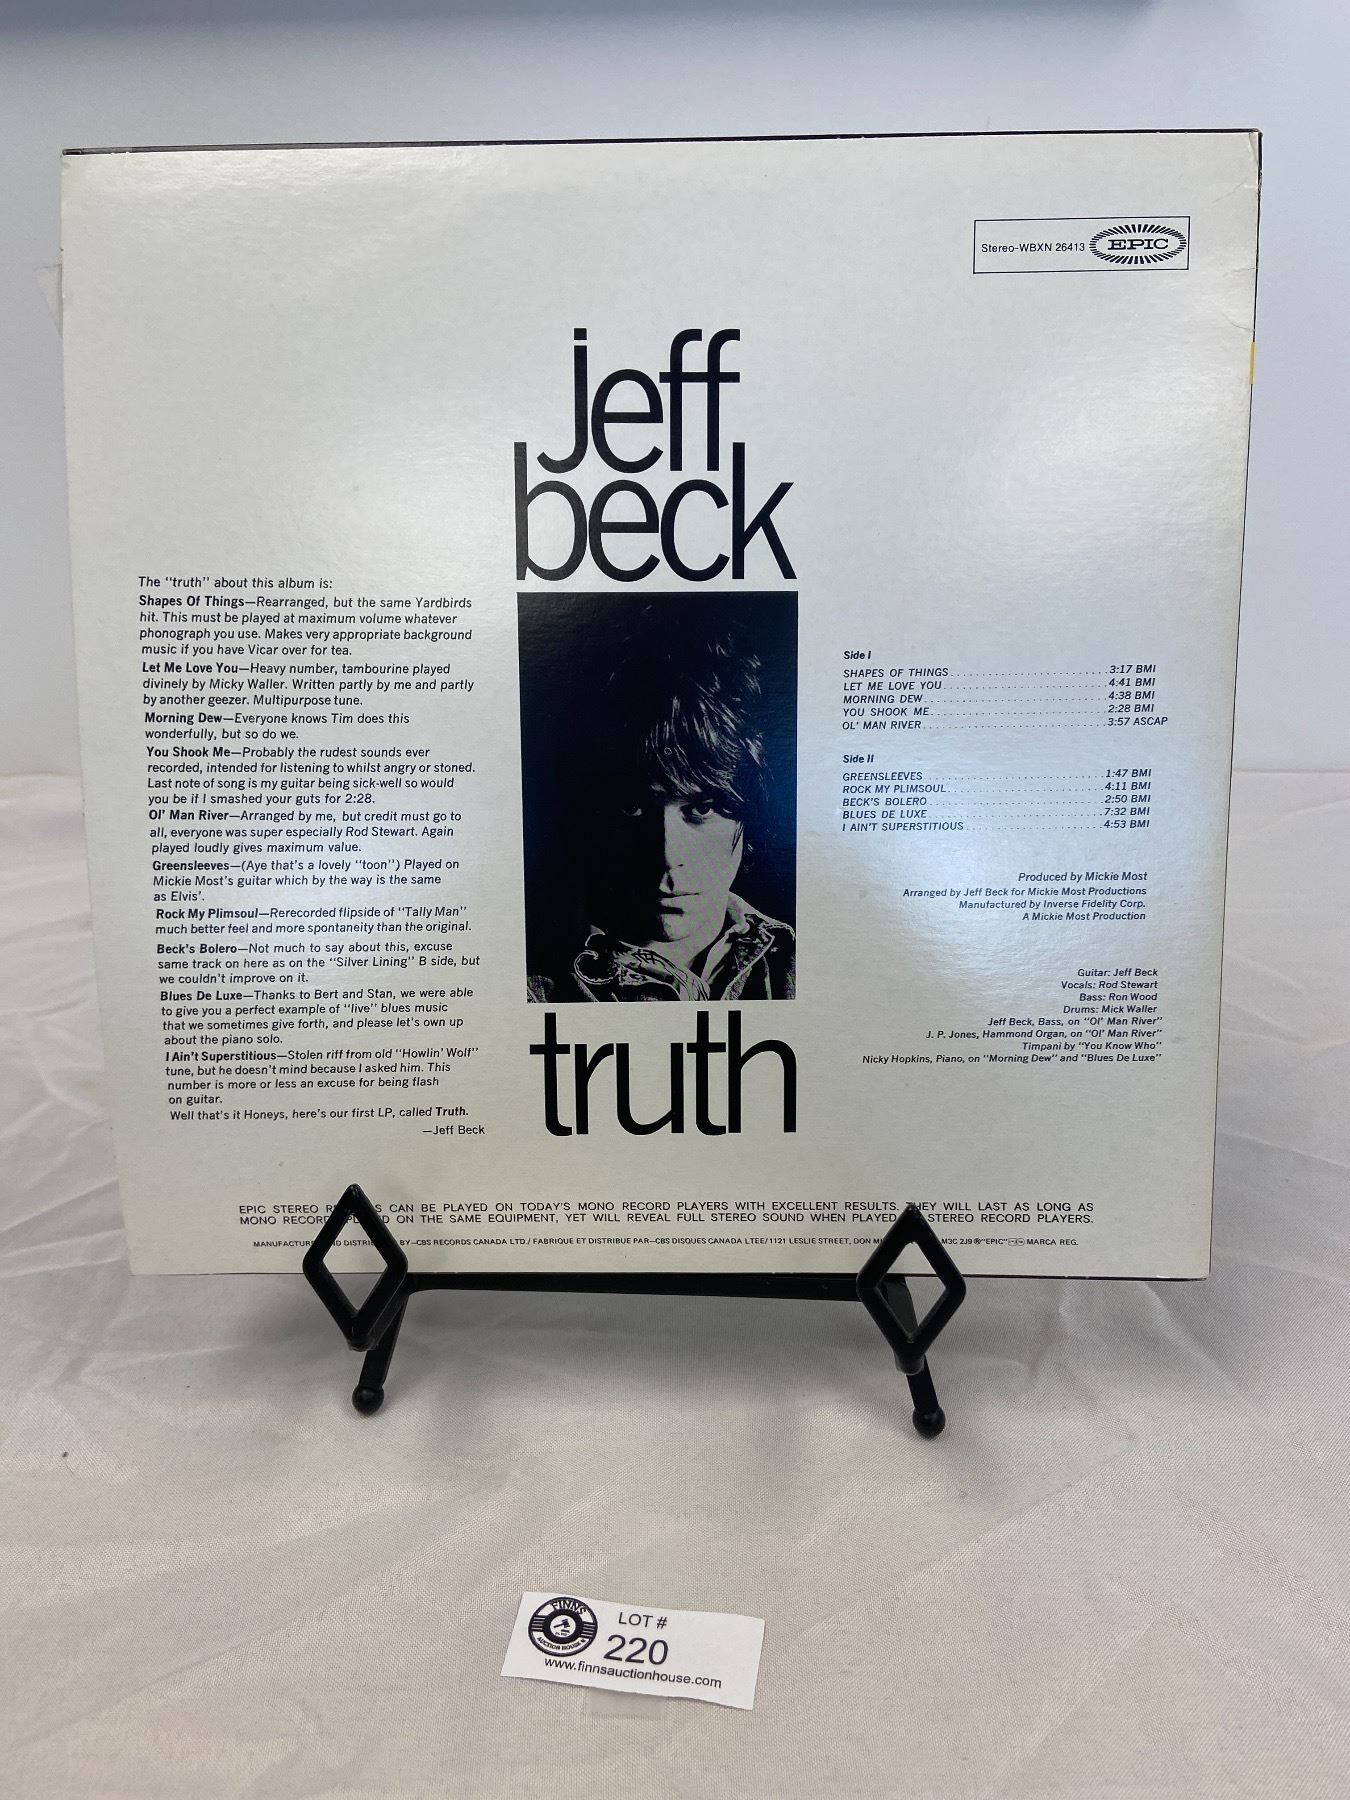 Stereo-WBXN 26413 EPIC
jeff
beck
truth
The "truth" about this album is:
Shapes Of Things—Rearranged, but the same Yardbirds
hit. This must be played at maximum volume whatever
phonograph you use. Makes very appropriate background
music if you have Vicar over for tea.
Let Me Love You—Heavy number, tambourine played
divinely by Micky Waller. Written partly by me and partly
by another geezer. Multipurpose tune.
Morning Dew—Everyone knows Tim does this
wonderfully, but so do we.
You Shook Me—Probably the rudest sounds ever
recorded, intended for listening to whilst angry or stoned.
Last note of song is my guitar being sick-well so would
you be if I smashed your guts for 2:28.
Ol' Man River—Arranged by me, but credit must go to
all, everyone was super especially Rod Stewart. Again
played loudly gives maximum value.
Greensleeves—(Aye that's a lovely "toon") Played on
Mickie Most's guitar which by the way is the same
as Elvis'.
Rock My Plimsoul—Rerecorded flipside of "Tally Man"
much better feel and more spontaneity than the original.
Beck's Bolero—Not much to say about this, excuse
same track on here as on the "Silver Lining" B side, but
we couldn't improve on it.
Blues De Luxe—Thanks to Bert and Stan, we were able
to give you a perfect example of "live" blues music
that we sometimes give forth, and please let's own up
about the piano solo.
I Ain't Superstitious—Stolen riff from old "Howlin' Wolf"
tune, but he doesn't mind because I asked him. This
number is more or less an excuse for being flash
on guitar.
Well that's it Honeys, here's our first LP, called Truth.
—Jeff Beck
Side I
SHAPES OF THINGS 3:17 BMI
LET ME LOVE YOU 4:41 BMI
MORNING DEW 4:38 BMI
YOU SHOOK ME 2:28 BMI
OL' MAN RIVER 3:57 ASCAP
Side II
GREENSLEEVES 1:47 BMI
ROCK MY PLIMSOUL 4:11 BMI
BECK'S BOLERO 2:50 BMI
BLUES DE LUXE 7:32 BMI
I AIN'T SUPERSTITIOUS 4:53 BMI
Produced by Mickie Most
Arranged by Jeff Beck for Mickie Most Productions
Manufactured by Inverse Fidelity Corp.
A Mickie Most Production
Guitar: Jeff Beck
Vocals: Rod Stewart
Bass: Ron Wood
Drums: Mick Waller
Jeff Beck, Bass, on "Ol' Man River"
J. P. Jones, Hammond Organ, on "Ol' Man River"
Timpani by "You Know Who"
Nicky Hopkins, Piano, on "Morning Dew" and "Blues De Luxe"
EPIC STEREO CAN BE PLAYED ON TODAY'S MONO RECORD PLAYERS WITH EXCELLENT RESULTS. THEY WILL LAST AS LONG AS
MONO RECORD ON THE SAME EQUIPMENT, YET WILL REVEAL FULL STEREO SOUND WHEN PLAYED STEREO RECORD PLAYERS.
BY—CBS RECORDS CANADA LTD./FABRIQUE ET DISTRIBUE PAR—CBS DISQUES CANADA LTEE/1121 LESLIE STREET, DON M3C 2J9 ®"EPIC" MARCA REG.
FINNS
AUCTION HOUSE
LOT #
220
www.finnsauctionhouse.com